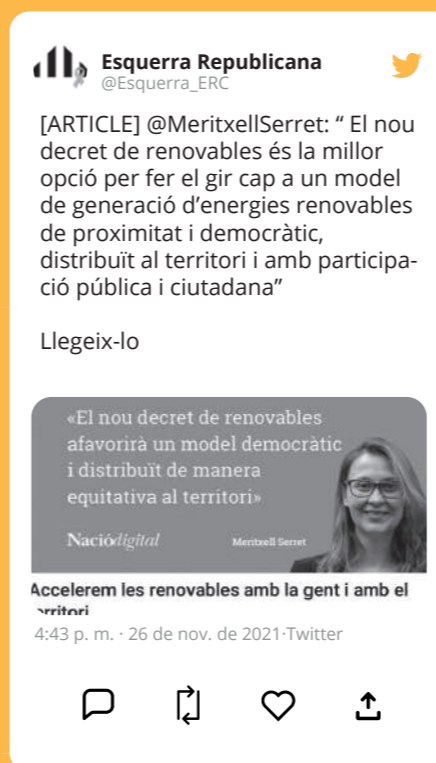 Esquerra Republicana
@Esquerra_ERC
[ARTICLE] @MeritxellSerret: “ El nou
decret de renovables és la millor
opció per fer el gir cap a un model
de generació d’energies renovables
de proximitat i democràtic,
distribuït al territori i amb participa-
ció pública i ciutadana”
Llegeix-lo
«El nou decret de renovables
afavorirà un model democràtic
i distribuït de manera
equitativa al territori»
Naciódigital
Meritxell Serret
Accelerem les renovables amb la gent i amb el
territori
4:43 p. m. · 26 de nov. de 2021·Twitter